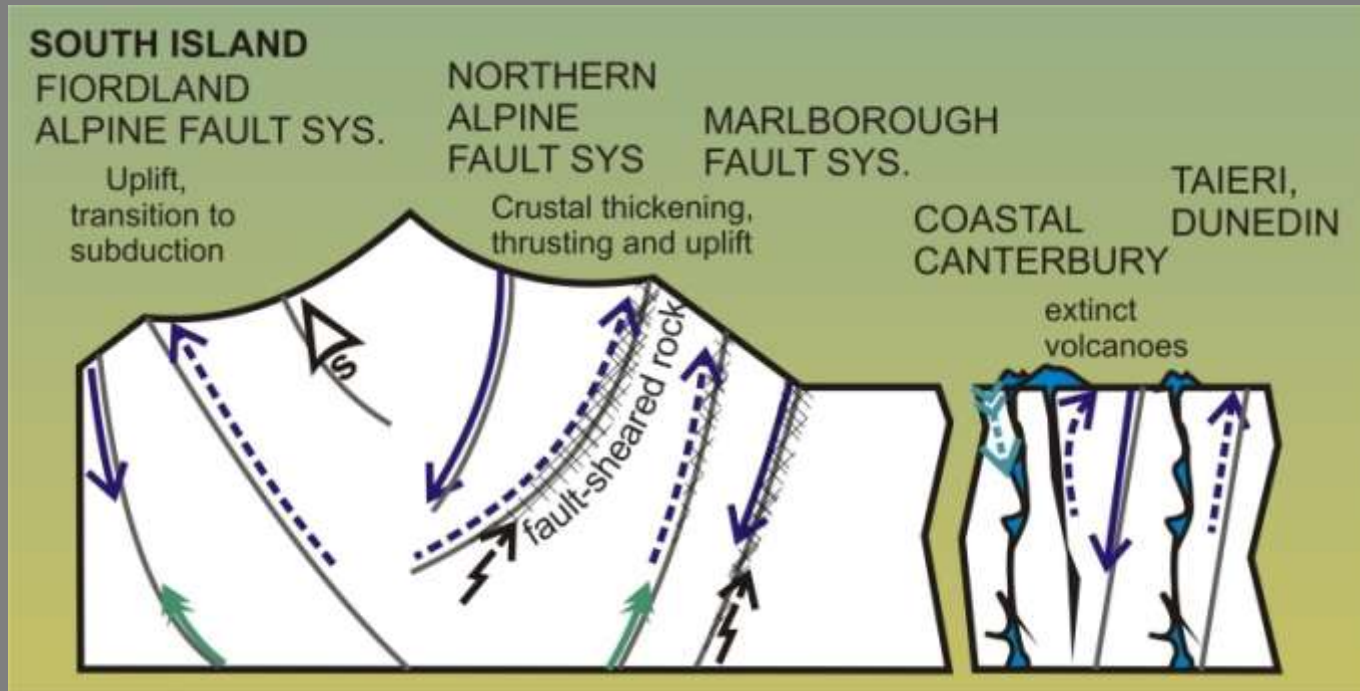 SOUTH ISLAND
FIORDLAND
ALPINE FAULT SYS.
Uplift,
transition to
subduction
NORTHERN
ALPINE
FAULT SYS
Crustal thickening,
thrusting and uplift
MARLBOROUGH
FAULT SYS.
COASTAL
CANTERBURY
extinct
volcanoes
TAIERI,
DUNEDIN
S
fault-sheared rock